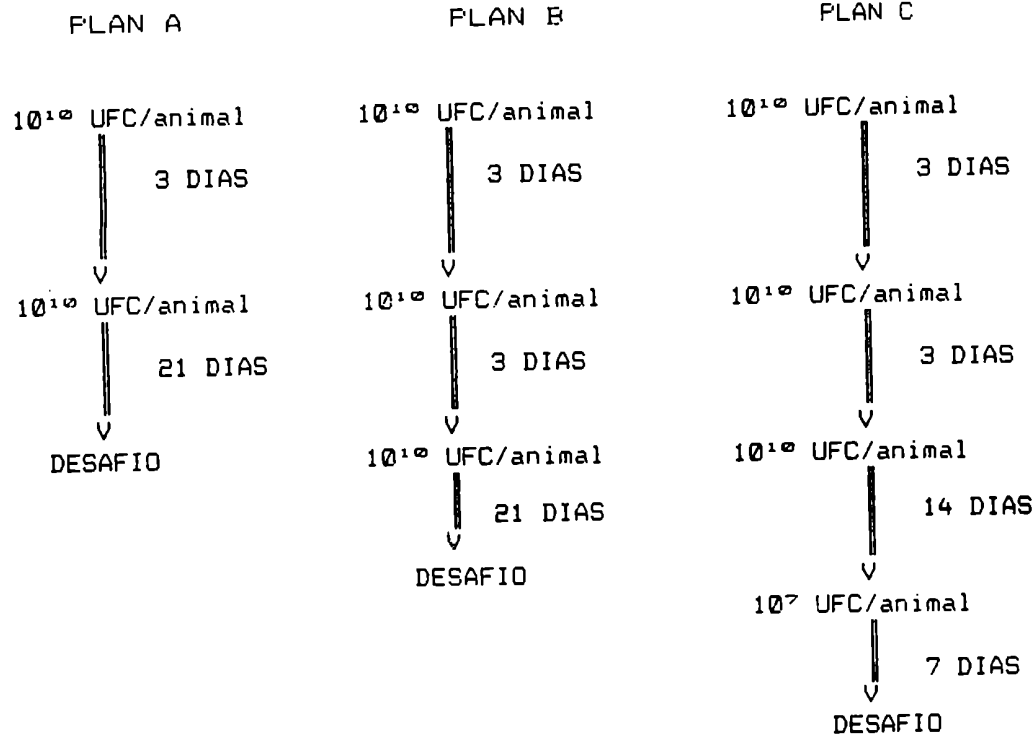 PLAN A
10¹⁰ UFC/animal
3 DIAS
10¹⁰ UFC/animal
21 DIAS
DESAFIO
PLAN B
10¹⁰ UFC/animal
3 DIAS
10¹⁰ UFC/animal
3 DIAS
10¹⁰ UFC/animal
21 DIAS
DESAFIO
PLAN C
10¹⁰ UFC/animal
3 DIAS
10¹⁰ UFC/animal
3 DIAS
10¹⁰ UFC/animal
14 DIAS
10⁷ UFC/animal
7 DIAS
DESAFIO